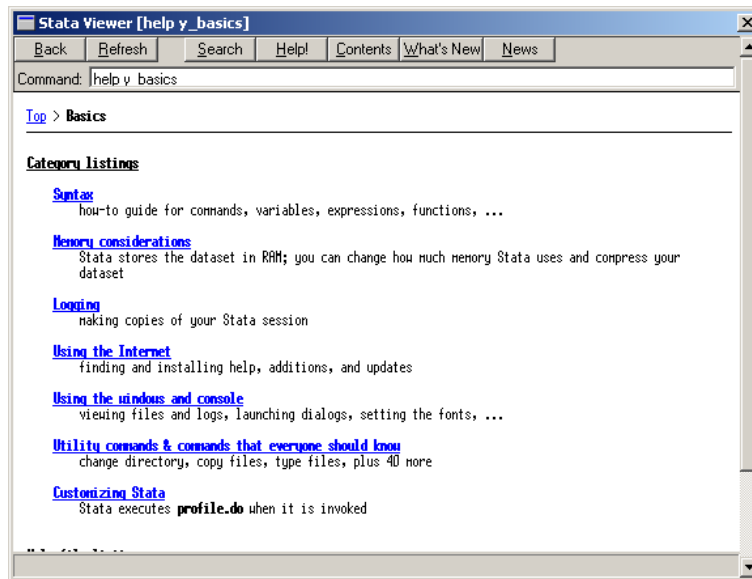 Stata Viewer [help y_basics]
Back Refresh Search Help! Contents What's New News
Command: help y_basics
Top > Basics
Category listings
Syntax
how-to guide for commands, variables, expressions, functions, ...
Memory considerations
Stata stores the dataset in RAM; you can change how much memory Stata uses and compress your
dataset
Logging
making copies of your Stata session
Using the Internet
finding and installing help, additions, and updates
Using the windows and console
viewing files and logs, launching dialogs, setting the fonts, ...
Utility commands & commands that everyone should know
change directory, copy files, type files, plus 40 more
Customizing Stata
Stata executes profile.do when it is invoked